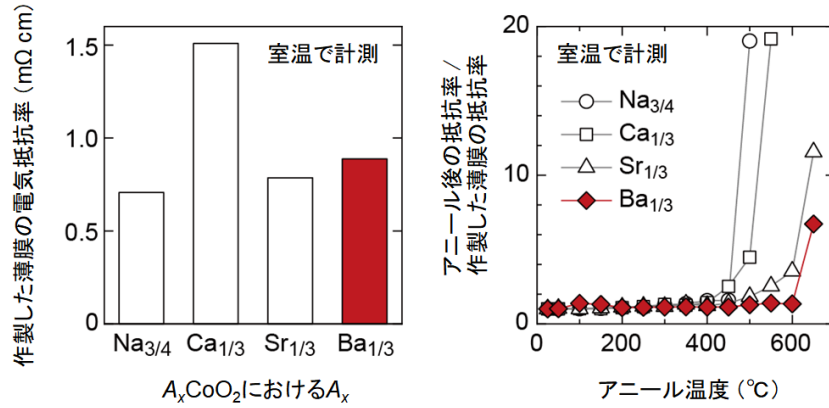 作製した薄膜の電気抵抗率 (mΩ cm)
1.5
1.0
0.5
0
室温で計測
Na3/4 Ca1/3 Sr1/3 Ba1/3
AxCoO2におけるAx
アニール後の抵抗率/
作製した薄膜の抵抗率
20
10
0
室温で計測
Na3/4
Ca1/3
Sr1/3
Ba1/3
0 200 400 600
アニール温度 (℃)